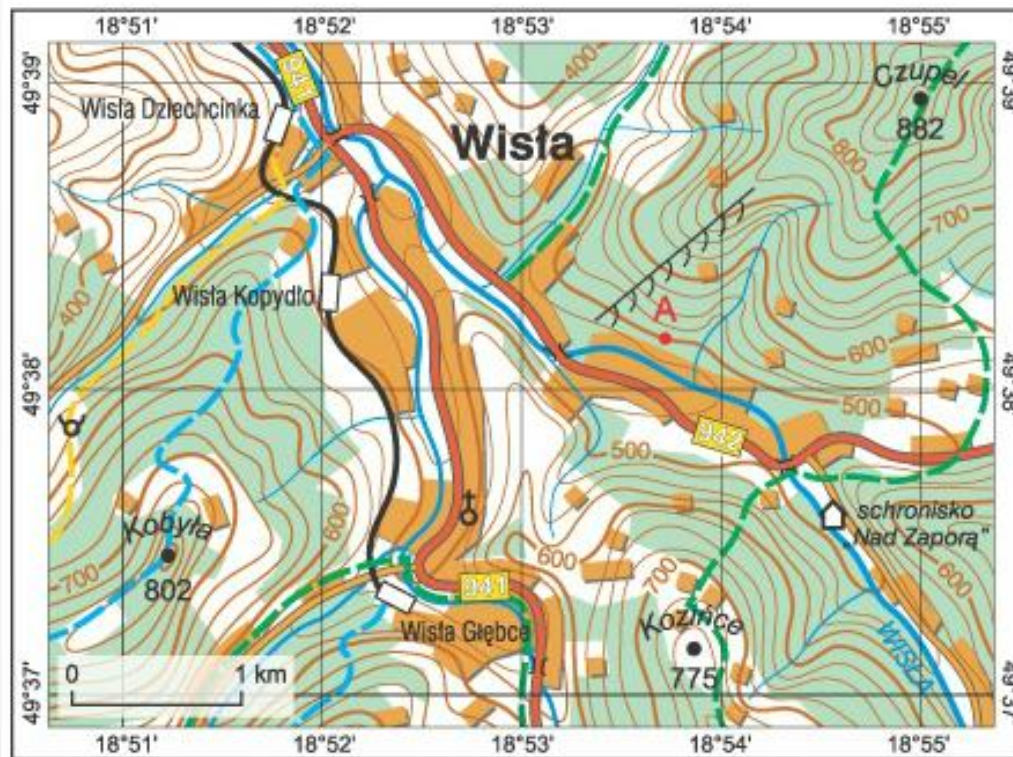 18°51' 18°52' 18°53' 18°54' 18°55'
49°39' 49°39'
941
400
Czupel
882
Wisła Dziechcinka
Wisła
800
700
Wisła Kopydło
400
A
600
500
49°38' 49°38'
942
500
600
schronisko
„Nad Zaporą"
600
Kobyła
802
700
600
700
941
Kozińce
775
Wisła Głębce
WISŁA
0 1 km
49°37' 49°37'
18°51' 18°52' 18°53' 18°54' 18°55'